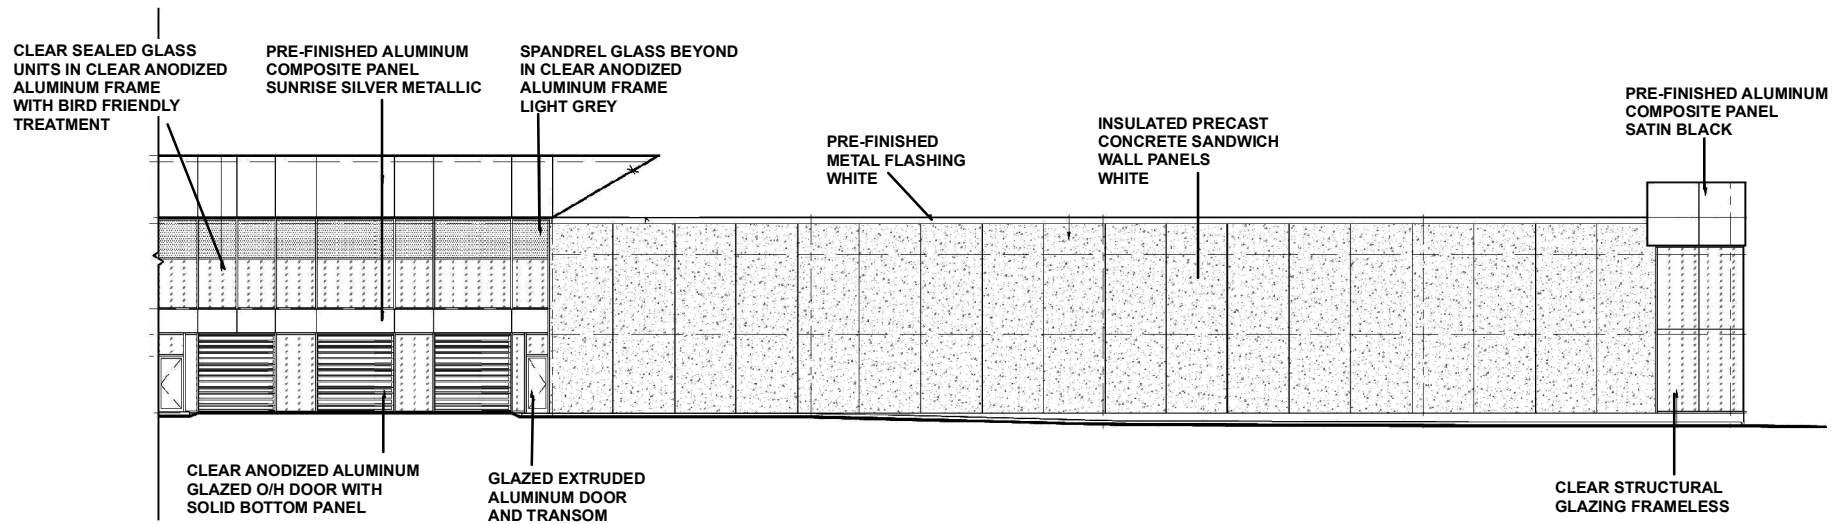 CLEAR SEALED GLASS
UNITS IN CLEAR ANODIZED
ALUMINUM FRAME
WITH BIRD FRIENDLY
TREATMENT
PRE-FINISHED ALUMINUM
COMPOSITE PANEL
SUNRISE SILVER METALLIC
SPANDREL GLASS BEYOND
IN CLEAR ANODIZED
ALUMINUM FRAME
LIGHT GREY
PRE-FINISHED
METAL FLASHING
WHITE
INSULATED PRECAST
CONCRETE SANDWICH
WALL PANELS
WHITE
PRE-FINISHED ALUMINUM
COMPOSITE PANEL
SATIN BLACK
CLEAR ANODIZED ALUMINUM
GLAZED O/H DOOR WITH
SOLID BOTTOM PANEL
GLAZED EXTRUDED
ALUMINUM DOOR
AND TRANSOM
CLEAR STRUCTURAL
GLAZING FRAMELESS